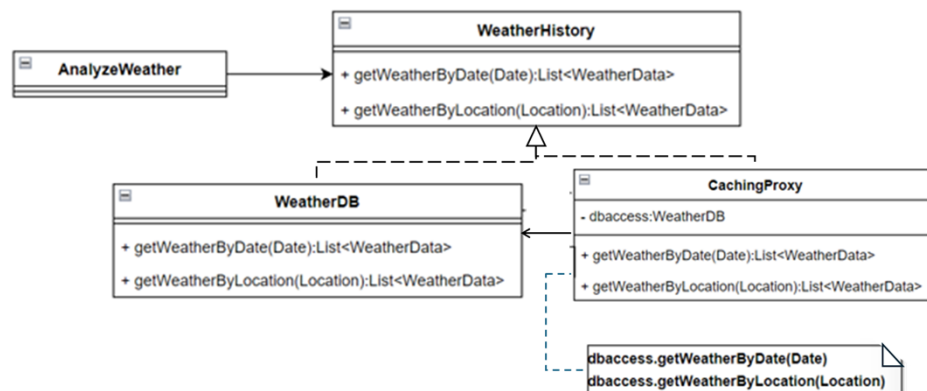 WeatherHistory
+ getWeatherByDate(Date):List<WeatherData>
+ getWeatherByLocation(Location):List<WeatherData>
AnalyzeWeather
WeatherDB
+ getWeatherByDate(Date):List<WeatherData>
+ getWeatherByLocation(Location):List<WeatherData>
CachingProxy
- dbaccess:WeatherDB
+ getWeatherByDate(Date):List<WeatherData>
+ getWeatherByLocation(Location):List<WeatherData>
dbaccess.getWeatherByDate(Date)
dbaccess.getWeatherByLocation(Location)